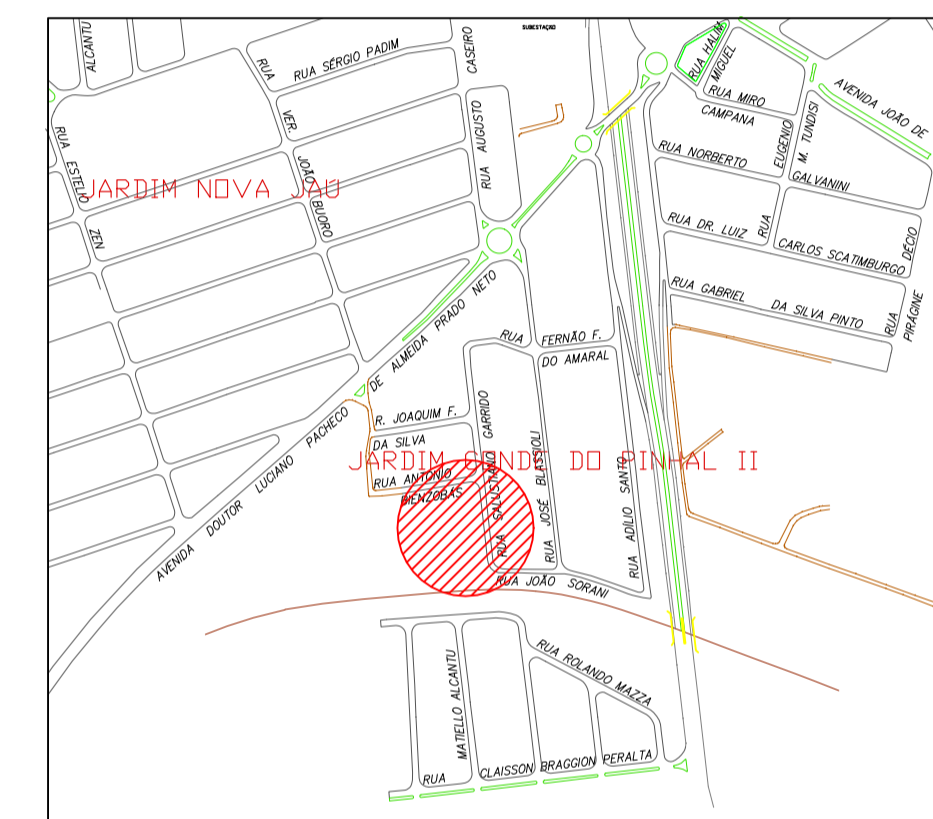 SUBESTAÇÃO
ALCANTU
RUA SÉRGIO PADIM
CASEIRO
RUA AUGUSTO
RUA
VER.
JOÃO
BUORO
RUA ESTELIO
ZEN
JARDIM NOVA JAÚ
RUA HALIM
MIGUEL
RUA MIRO
CAMPANA
AVENIDA JOÃO DE
EUGENIO
M. TUNDISI
RUA
RUA NORBERTO
GALVANINI
RUA DR. LUIZ
CARLOS SCATIMBURGO
DÉCIO
RUA GABRIEL
DA SILVA PINTO
RUA
PIRÁGINE
AVENIDA DOUTOR LUCIANO PACHECO DE ALMEIDA PRADO NETO
RUA FERNÃO F.
DO AMARAL
R. JOAQUIM F.
DA SILVA
RUA SALUSTIANO GARRIDO
JARDIM CONDE DO PINHAL II
RUA ANTONIO
BIENZOBÁS
RUA JOSÉ BLASSIOLI
RUA ADÍLIO SANTO
RUA JOÃO SORANI
RUA ROLANDO MAZZA
MATIELLO ALCANTU
RUA CLAISSON BRAGGION PERALTA